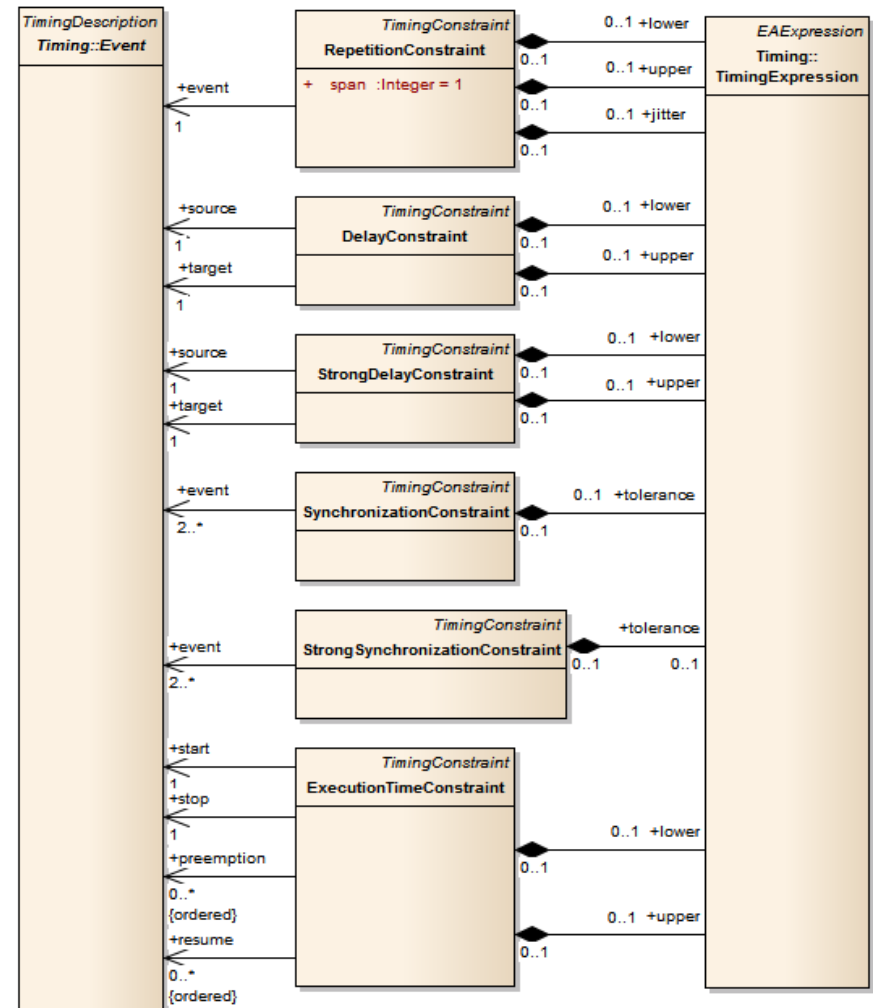 TimingDescription
Timing::Event
TimingConstraint
RepetitionConstraint
+ span :Integer = 1
EAExpression
Timing::
TimingExpression
+event
1
0..1 +lower
0..1
0..1 +upper
0..1
0..1 +jitter
0..1
TimingConstraint
DelayConstraint
+source
1
+target
1
0..1 +lower
0..1
0..1 +upper
0..1
TimingConstraint
StrongDelayConstraint
+source
1
+target
1
0..1 +lower
0..1
0..1 +upper
0..1
TimingConstraint
SynchronizationConstraint
+event
2..*
0..1 +tolerance
0..1
TimingConstraint
StrongSynchronizationConstraint
+event
2..*
+tolerance
0..1 0..1
TimingConstraint
ExecutionTimeConstraint
+start
1
+stop
1
+preemption
0..*
{ordered}
+resume
0..*
{ordered}
0..1 +lower
0..1
0..1 +upper
0..1